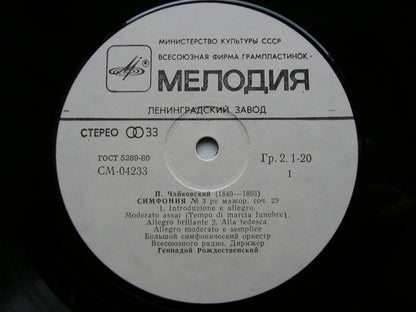 МИНИСТЕРСТВО КУЛЬТУРЫ СССР
ВСЕСОЮЗНАЯ ФИРМА ГРАМПЛАСТИНОК
МЕЛОДИЯ
ЛЕНИНГРАДСКИЙ ЗАВОД
СТЕРЕО 33
ГОСТ 5289-80
Гр. 2. 1-20
СМ-04233
1
П. Чайковский (1840—1893)
СИМФОНИЯ № 3 ре мажор, соч. 29
1. Introduzione e allegro.
Moderato assai (Tempo di marcia funebre).
Allegro brillante 2. Alla tedesca.
Allegro moderato e semplice
Большой симфонический оркестр
Всесоюзного радио. Дирижер
Геннадий Рождественский